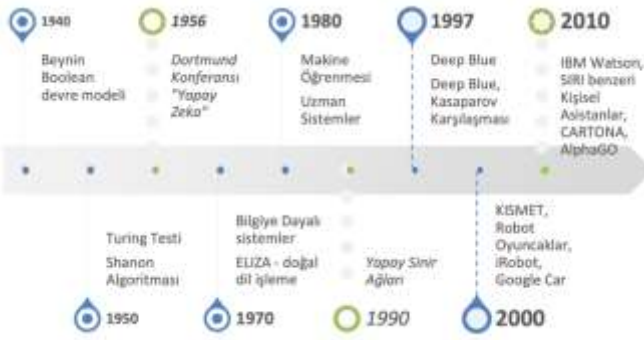 1940
Beynin
Boolean
devre modeli
1956
Dortmund
Konferansı
"Yapay
Zeka"
1980
Makine
Öğrenmesi
Uzman
Sistemler
1997
Deep Blue
Deep Blue,
Kasaparov
Karşılaşması
2010
IBM Watson,
SIRI benzeri
Kişisel
Asistanlar,
CARTONA,
AlphaGO
Turing Testi
Shanon
Algoritması
1950
Bilgiye Dayalı
sistemler
ELIZA - doğal
dil işleme
1970
Yapay Sinir
Ağları
1990
KISMET,
Robot
Oyuncaklar,
iRobot,
Google Car
2000